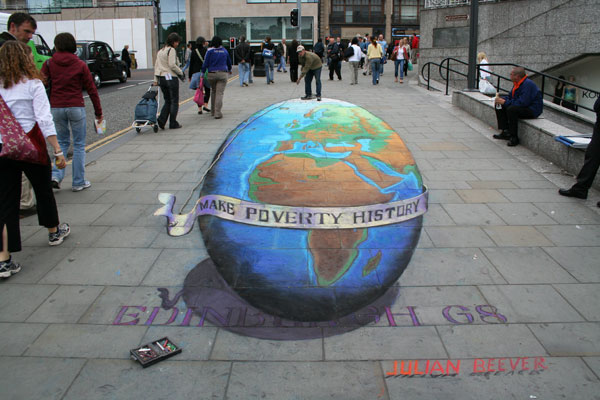 MAKE POVERTY HISTORY
EDINBURGH G8
JULIAN BEEVER